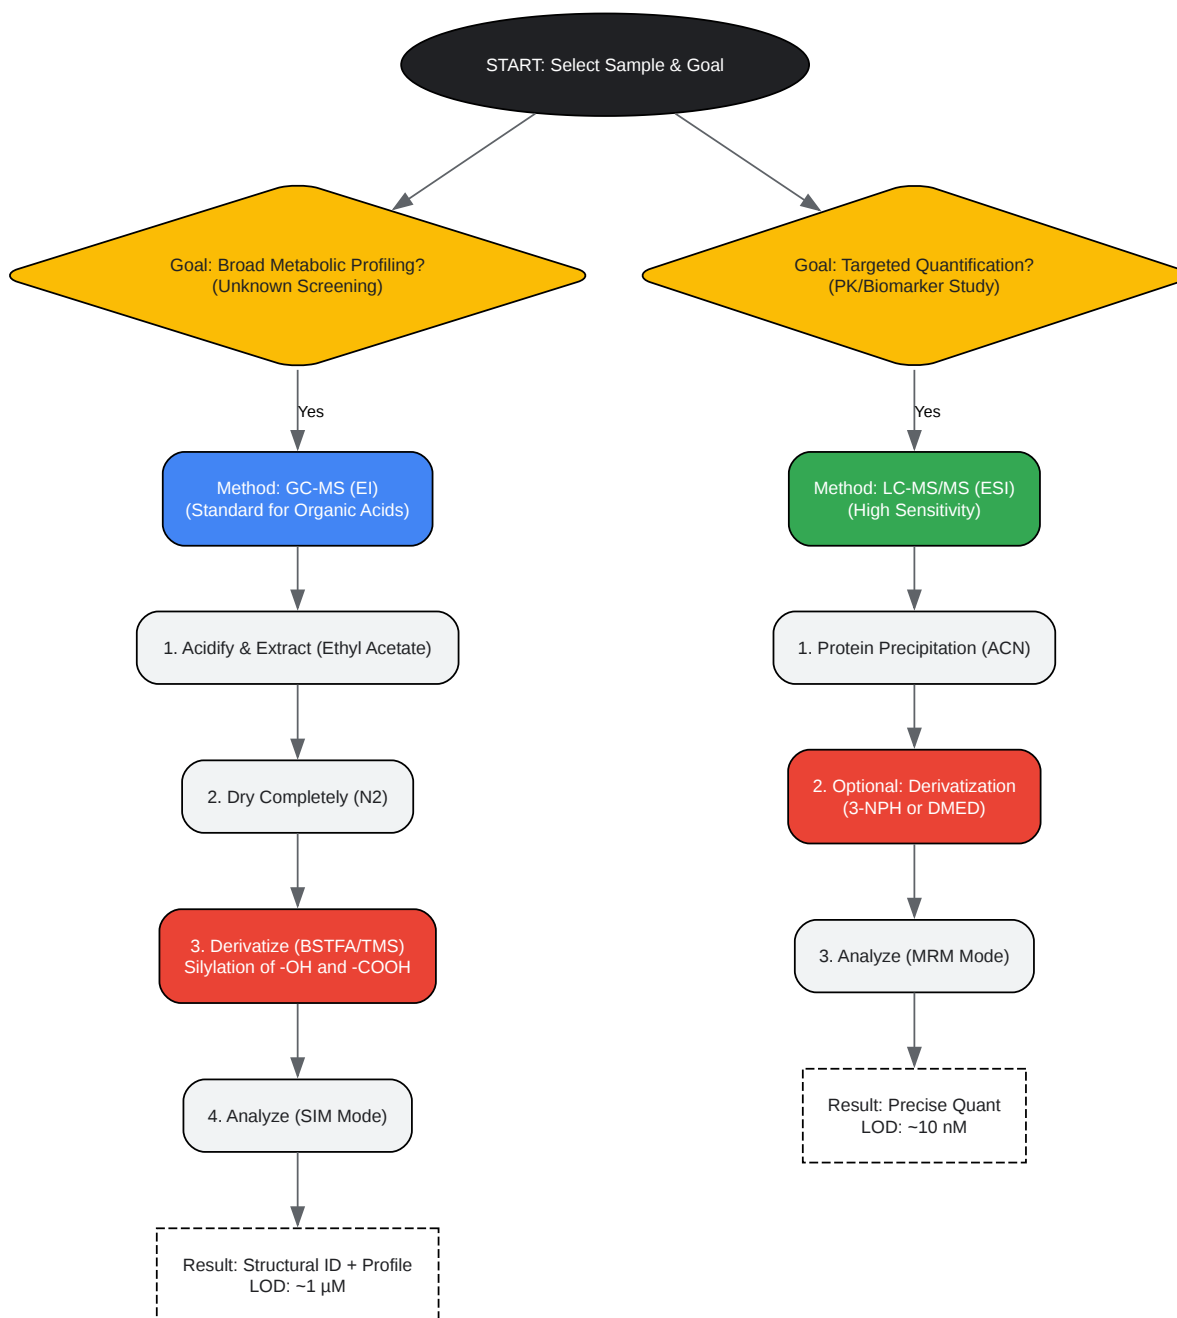 START: Select Sample & Goal
Goal: Broad Metabolic Profiling?
(Unknown Screening)
Yes
Method: GC-MS (EI)
(Standard for Organic Acids)
1. Acidify & Extract (Ethyl Acetate)
2. Dry Completely (N2)
3. Derivatize (BSTFA/TMS)
Silylation of -OH and -COOH
4. Analyze (SIM Mode)
Result: Structural ID + Profile
LOD: ~1 µM
Goal: Targeted Quantification?
(PK/Biomarker Study)
Yes
Method: LC-MS/MS (ESI)
(High Sensitivity)
1. Protein Precipitation (ACN)
2. Optional: Derivatization
(3-NPH or DMED)
3. Analyze (MRM Mode)
Result: Precise Quant
LOD: ~10 nM